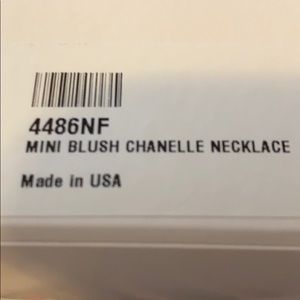 4486NF
MINI BLUSH CHANELLE NECKLACE
Made in USA